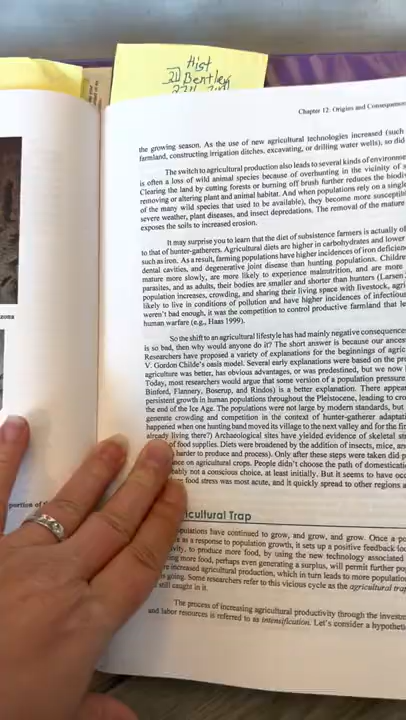 Hist
21 Bentley
Chapter 12: Origins and Consequen
the growing season. As the use of new agricultural technologies increased (such
farmland, constructing irrigation ditches, excavating, or drilling water wells), so did
The switch to agricultural production also leads to several kinds of environme
is often a loss of wild animal species because of overhunting in the vicinity of
Clearing the land by cutting forests or burning off brush further reduces the biodi
removing or altering plant and animal habitat. And when populations rely on a single
of the many wild species that used to be available), they become more susceptible
severe weather, plant diseases, and insect depredations. The removal of the mature
exposes the soils to increased erosion.
It may surprise you to learn that the diet of subsistence farmers is actually of
to that of hunter-gatherers. Agricultural diets are higher in carbohydrates and lower
such as iron. As a result, farming populations have higher incidences of iron deficien
dental cavities, and degenerative joint disease than hunting populations. Childre
mature more slowly, are more likely to experience malnutrition, and are more
parasites, and as adults, their bodies are smaller and shorter than hunters (Larsen
population increases, crowding, and sharing their living space with livestock, agri
likely to live in conditions of pollution and have higher incidences of infectiou
weren't bad enough, it was the competition to control productive farmland that le
human warfare (e.g., Haas 1999).
So the shift to an agricultural lifestyle has had mainly negative consequences
is so bad, then why would anyone do it? The short answer is because our ances
Researchers have proposed a variety of explanations for the beginnings of agric
V. Gordon Childe's oasis model. Several early explanations were based on the pr
agriculture was better, has obvious advantages, or was predestined, but we now
Today, most researchers would argue that some version of a population pressure
Binford, Flannery, Boserup, and Rindos) is a better explanation. There appear
persistent growth in human populations throughout the Pleistocene, leading to cro
the end of the Ice Age. The populations were not large by modern standards, but
generate crowding and competition in the context of hunter-gatherer adaptat
happened when one hunting band moved its village to the next valley and for the fir
already living there?) Archaeological sites have yielded evidence of skeletal str
of food supplies. Diets were broadened by the addition of insects, mice, an
harder to produce). Only after these steps were taken did p
ance on agricultural crops. People didn't choose the path of domesticati
ably not a conscious choice, at least initially. But it seems to have oc
food stress was most acute, and it quickly spread to other regions a
icultural Trap
opulations have continued to grow, and grow, and grow. Once a po
s as a response to population growth, it sets up a positive feedback loo
ivity, to produce more food, by using the new technology associated
ing more food, perhaps even generating a surplus, will permit further po
re increased agricultural production, which in turn leads to more population
going. Some researchers refer to this vicious cycle as the agricultural trap
still caught in it.
The process of increasing agricultural productivity through the investm
and labor resources is referred to as intensification. Let's consider a hypotheti
zons
portion of